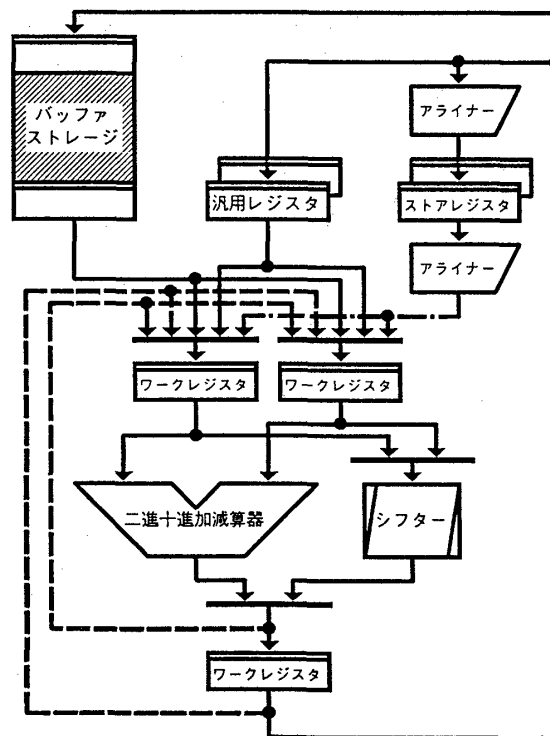 バッファ
ストレージ
アライナー
汎用レジスタ
ストアレジスタ
アライナー
ワークレジスタ
ワークレジスタ
二進十進加減算器
シフター
ワークレジスタ